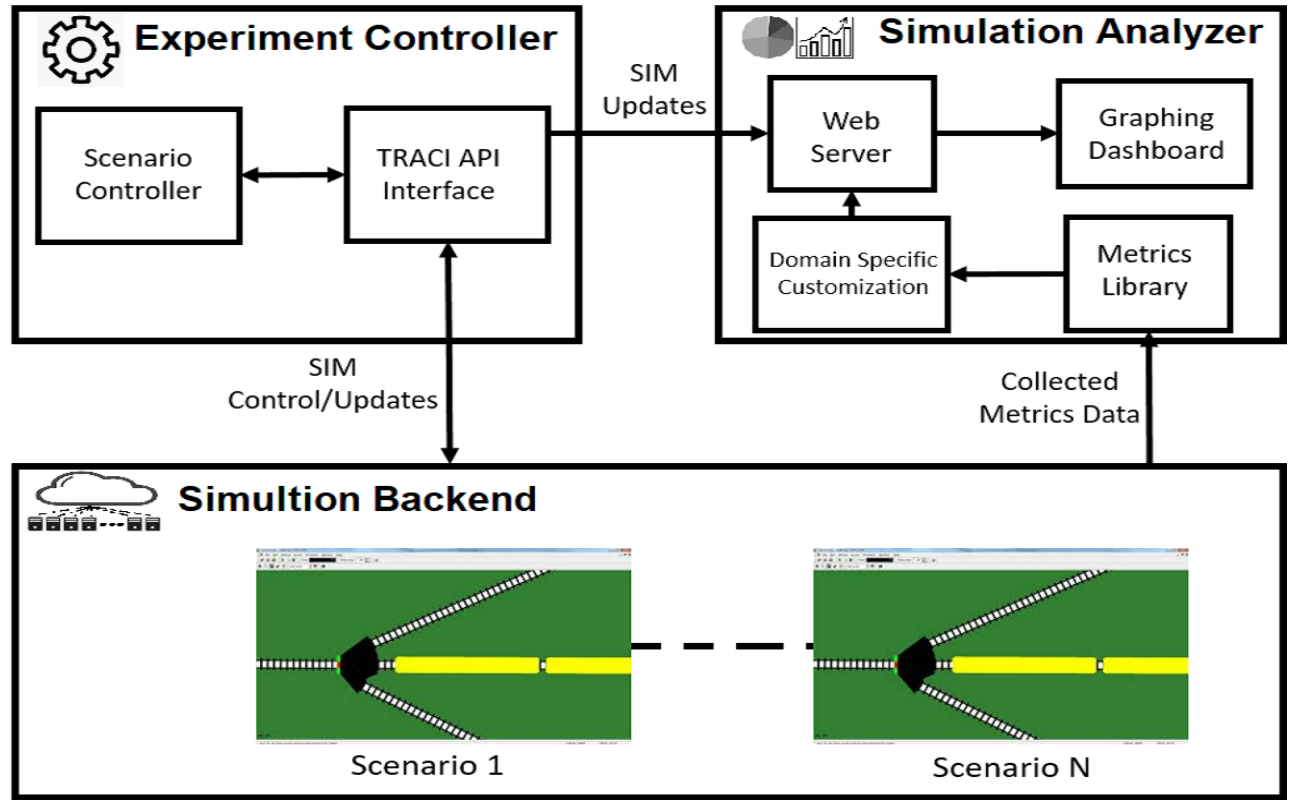 Experiment Controller
Scenario
Controller
TRACI API
Interface
SIM
Updates
Simulation Analyzer
Web
Server
Graphing
Dashboard
Domain Specific
Customization
Metrics
Library
SIM
Control/Updates
Collected
Metrics Data
Simultion Backend
Scenario 1
Scenario N